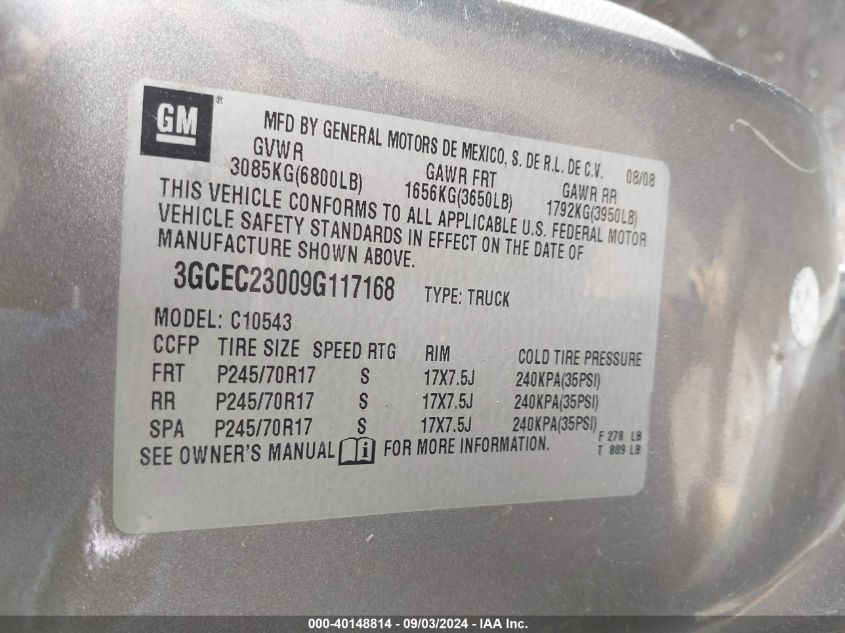 GM ®
MFD BY GENERAL MOTORS DE MEXICO, S. DE R.L. DE C.V. 08/08
GVWR GAWR FRT GAWR RR
3085KG(6800LB) 1656KG(3650LB) 1792KG(3950LB)
THIS VEHICLE CONFORMS TO ALL APPLICABLE U.S. FEDERAL MOTOR
VEHICLE SAFETY STANDARDS IN EFFECT ON THE DATE OF
MANUFACTURE SHOWN ABOVE.
3GCEC23009G117168 TYPE: TRUCK
MODEL: C10543
CCFP TIRE SIZE SPEED RTG RIM COLD TIRE PRESSURE
FRT P245/70R17 S 17X7.5J 240KPA(35PSI)
RR P245/70R17 S 17X7.5J 240KPA(35PSI)
SPA P245/70R17 S 17X7.5J 240KPA(35PSI)
F 278 LB
T 809 LB
SEE OWNER'S MANUAL i FOR MORE INFORMATION.
000-40148814 - 09/03/2024 - IAA Inc.